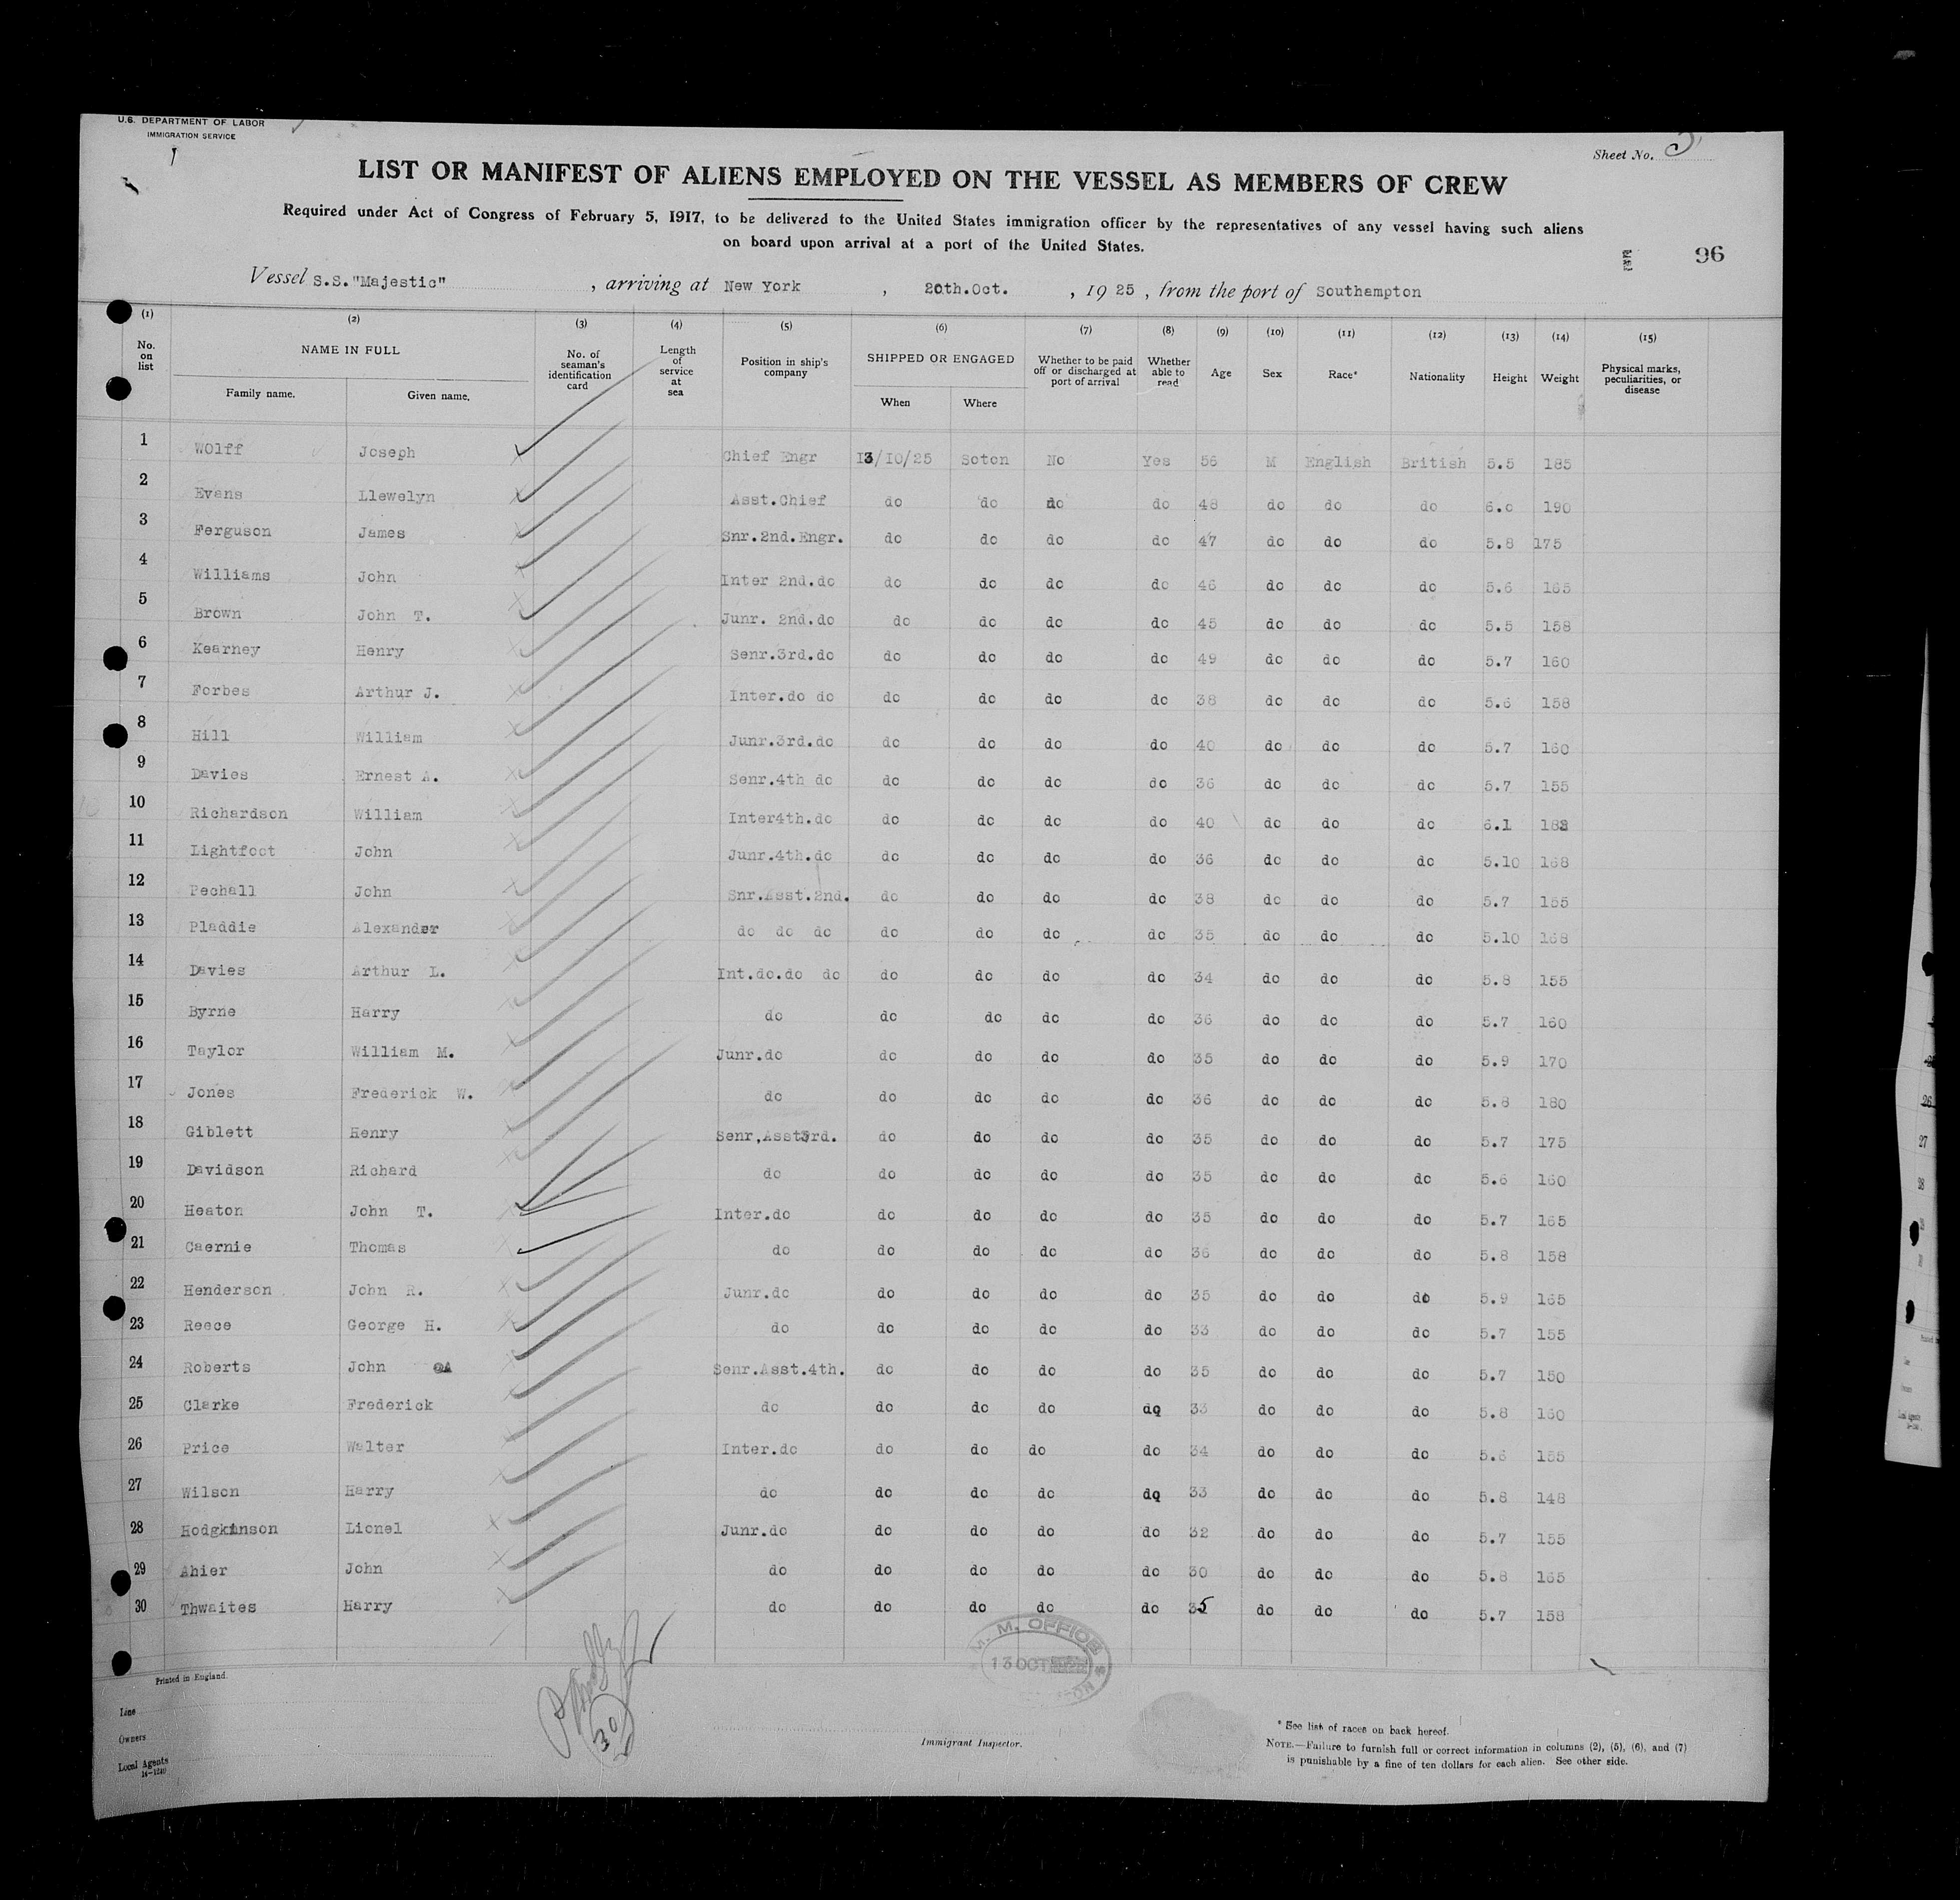 U.S. DEPARTMENT OF LABOR
IMMIGRATION SERVICE
Sheet No. 3
LIST OR MANIFEST OF ALIENS EMPLOYED ON THE VESSEL AS MEMBERS OF CREW
Required under Act of Congress of February 5, 1917, to be delivered to the United States immigration officer by the representatives of any vessel having such aliens
on board upon arrival at a port of the United States.
96
Vessel S.S."Majestic" , arriving at New York , 20th.Oct. , 1925 , from the port of Southampton
(1) (2) (3) (4) (5) (6) (7) (8) (9) (10) (11) (12) (13) (14) (15)
No. on list NAME IN FULL No. of seaman's identification card Length of service at sea Position in ship's company SHIPPED OR ENGAGED Whether to be paid off or discharged at port of arrival Whether able to read Age Sex Race* Nationality Height Weight Physical marks, peculiarities, or disease
Family name. Given name. When Where
1 Wolff Joseph Chief Engr 13/10/25 Soton No Yes 56 M English British 5.5 185
2 Evans Llewelyn Asst.Chief do do do do 48 do do do 6.0 190
3 Ferguson James Snr.2nd.Engr. do do do do 47 do do do 5.8 175
4 Williams John Inter 2nd.do do do do do 46 do do do 5.6 165
5 Brown John T. Junr. 2nd.do do do do do 45 do do do 5.5 158
6 Kearney Henry Senr.3rd.do do do do do 49 do do do 5.7 160
7 Forbes Arthur J. Inter.do do do do do do 38 do do do 5.6 158
8 Hill William Junr.3rd.do do do do do 40 do do do 5.7 160
9 Davies Ernest A. Senr.4th do do do do do 36 do do do 5.7 155
10 Richardson William Inter4th.do do do do do 40 do do do 6.1 188
11 Lightfoot John Junr.4th.do do do do do 36 do do do 5.10 168
12 Pechall John Snr.Asst.2nd. do do do do 38 do do do 5.7 155
13 Pladdie Alexander do do do do do do do 35 do do do 5.10 168
14 Davies Arthur L. Int.do.do do do do do do 34 do do do 5.8 155
15 Byrne Harry do do do do do 36 do do do 5.7 160
16 Taylor William M. Junr.do do do do do 35 do do do 5.9 170
17 Jones Frederick W. do do do do do 36 do do do 5.8 180
18 Giblett Henry Senr,Asst3rd. do do do do 35 do do do 5.7 175
19 Davidson Richard do do do do do 35 do do do 5.6 160
20 Heaton John T. Inter.do do do do do 35 do do do 5.7 165
21 Caernie Thomas do do do do do 36 do do do 5.8 158
22 Henderson John R. Junr.do do do do do 35 do do do 5.9 165
23 Reece George H. do do do do do 33 do do do 5.7 155
24 Roberts John A Senr.Asst.4th. do do do do 35 do do do 5.7 150
25 Clarke Frederick do do do do do 33 do do do 5.8 160
26 Price Walter Inter.do do do do do 34 do do do 5.6 155
27 Wilson Harry do do do do do 33 do do do 5.8 148
28 Hodgkinson Lionel Junr.do do do do do 32 do do do 5.7 155
29 Ahier John do do do do do 30 do do do 5.8 165
30 Thwaites Harry do do do do do 35 do do do 5.7 158
M. M. OFFICE
13 OCT
Printed in England.
30
Line
Owners
Local Agents
14-1240
Immigrant Inspector.
* See list of races on back hereof.
NOTE.—Failure to furnish full or correct information in columns (2), (5), (6), and (7)
is punishable by a fine of ten dollars for each alien. See other side.
26
27
28